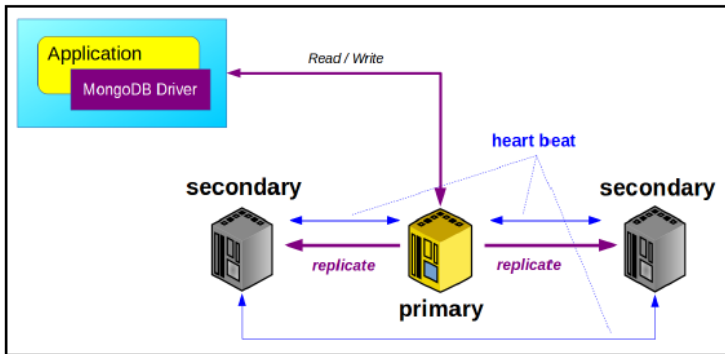 Application
MongoDB Driver
Read / Write
heart beat
secondary
secondary
replicate
replicate
primary